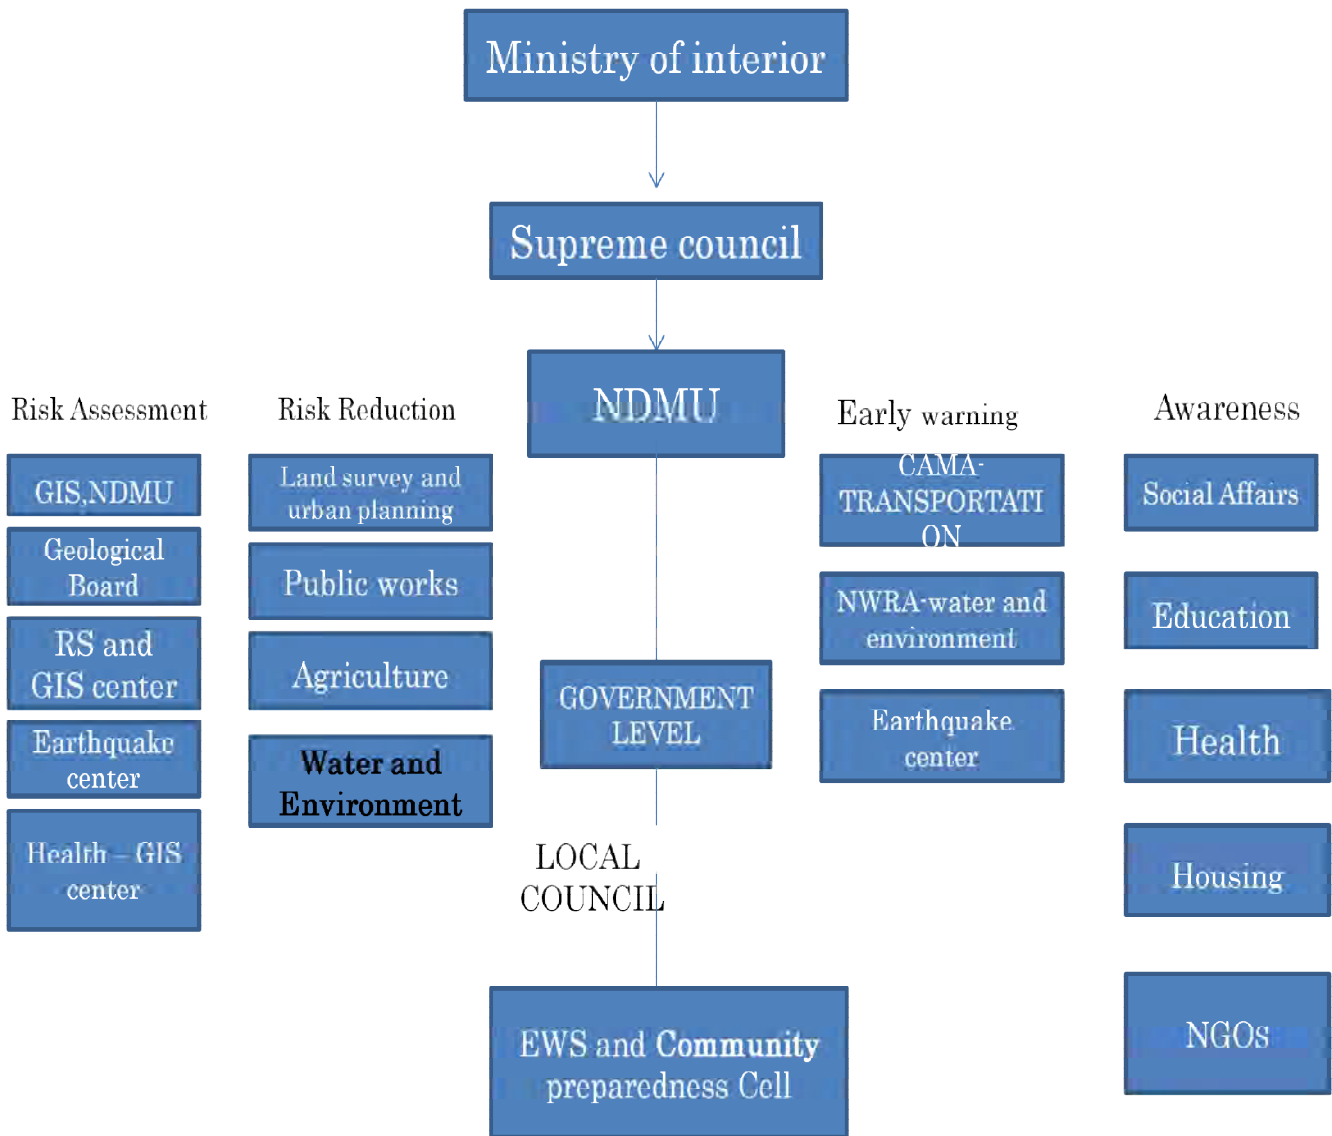 Ministry of interior
Supreme council
NDMU
Risk Assessment
GIS,NDMU
Geological
Board
RS and
GIS center
Earthquake
center
Health – GIS
center
Risk Reduction
Land survey and
urban planning
Public works
Agriculture
Water and
Environment
GOVERNMENT
LEVEL
LOCAL
COUNCIL
EWS and Community
preparedness Cell
Early warning
CAMA-
TRANSPORTATI
ON
NWRA-water and
environment
Earthquake
center
Awareness
Social Affairs
Education
Health
Housing
NGOs